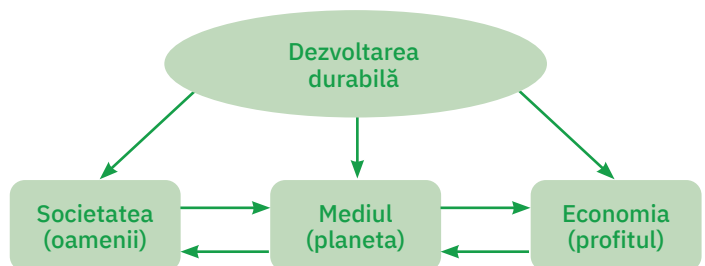 Dezvoltarea
durabilă
Societatea
(oamenii)
Mediul
(planeta)
Economia
(profitul)